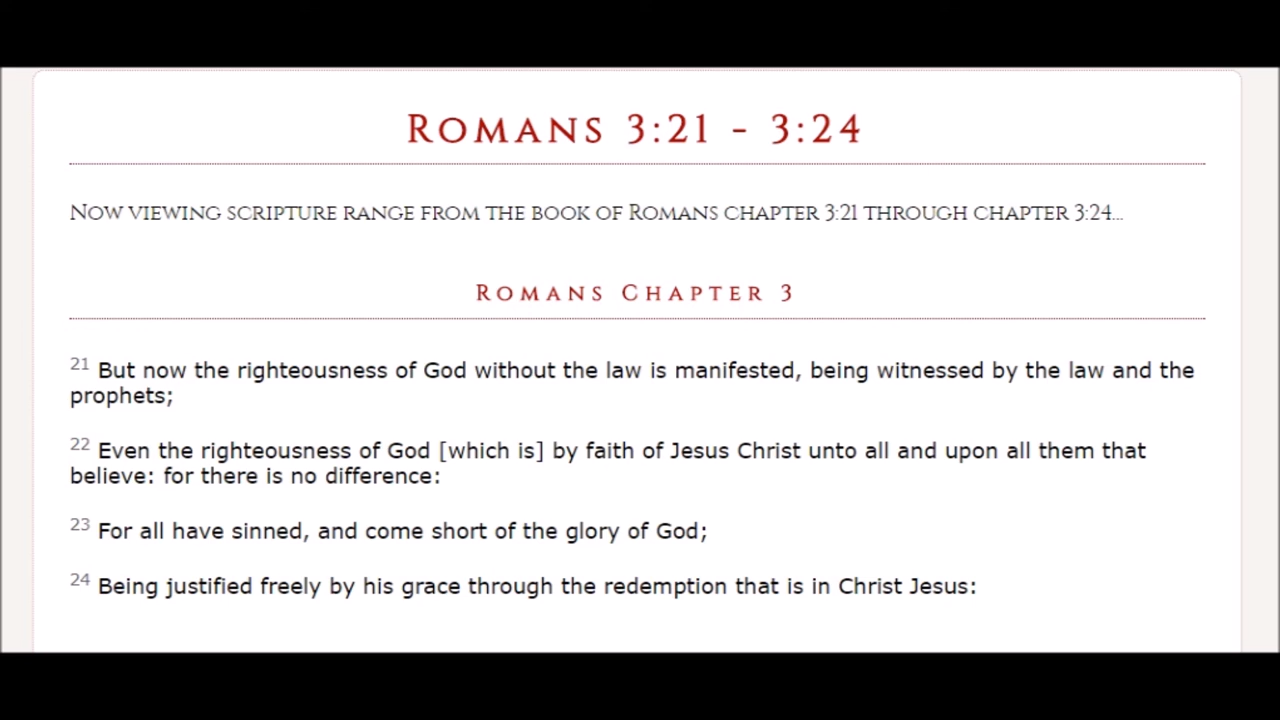 Romans 3:21 - 3:24
Now viewing scripture range from the book of Romans chapter 3:21 through chapter 3:24...
Romans Chapter 3
21 But now the righteousness of God without the law is manifested, being witnessed by the law and the
prophets;
22 Even the righteousness of God [which is] by faith of Jesus Christ unto all and upon all them that
believe: for there is no difference:
23 For all have sinned, and come short of the glory of God;
24 Being justified freely by his grace through the redemption that is in Christ Jesus: